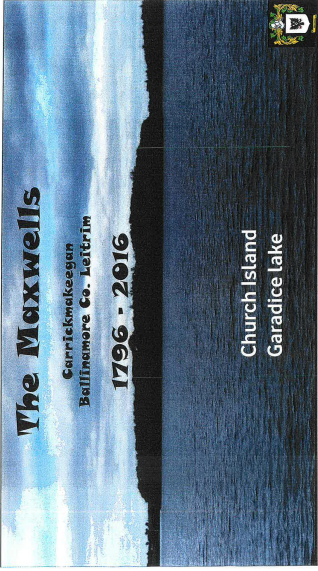 The Maxwells
Carrickmakeegan
Ballinamore Co. Leitrim
1796 - 2016
Church Island
Garadice lake